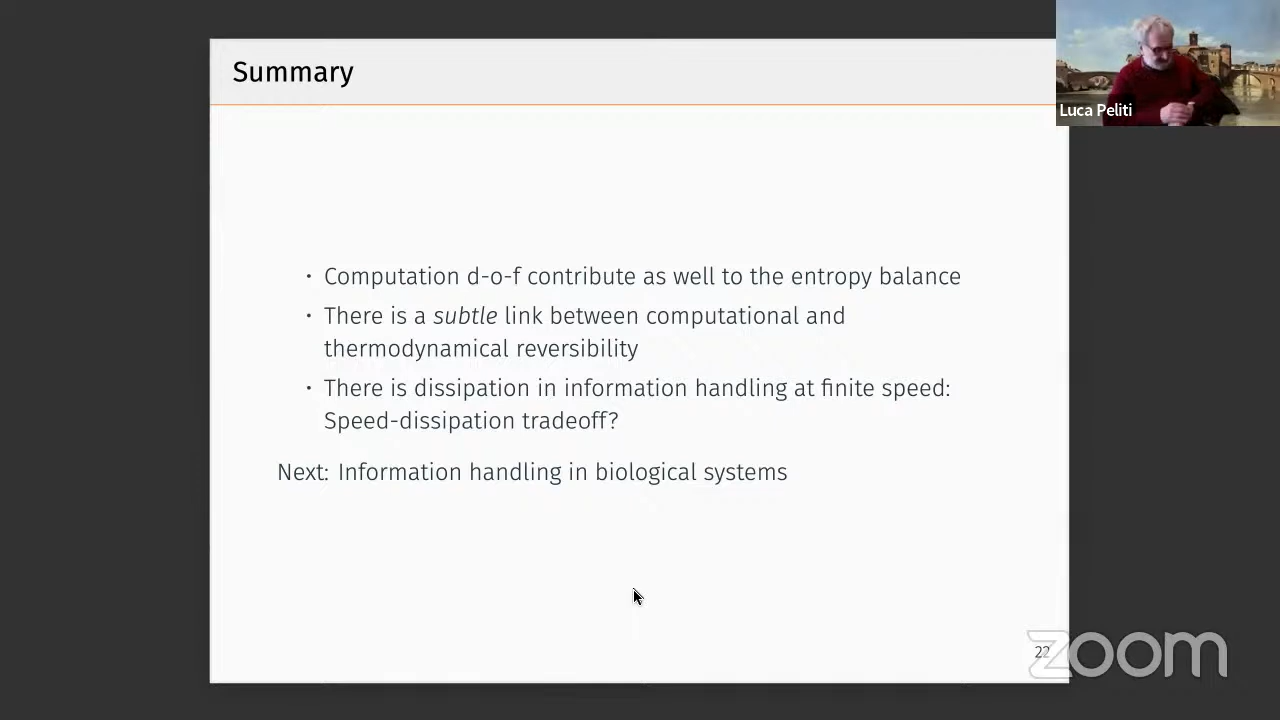 Summary
Luca Peliti
• Computation d-o-f contribute as well to the entropy balance
• There is a subtle link between computational and
thermodynamical reversibility
• There is dissipation in information handling at finite speed:
Speed-dissipation tradeoff?
Next: Information handling in biological systems
22
zoom